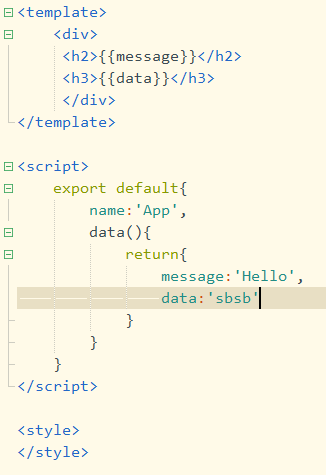 <template>
    <div>
     <h2>{{message}}</h2>
     <h3>{{data}}</h3>
     </div>
</template>

<script>
    export default{
        name:'App',
        data(){
            return{
                message:'Hello',
                data:'sbsb'
            }
        }
    }
</script>

<style>
</style>